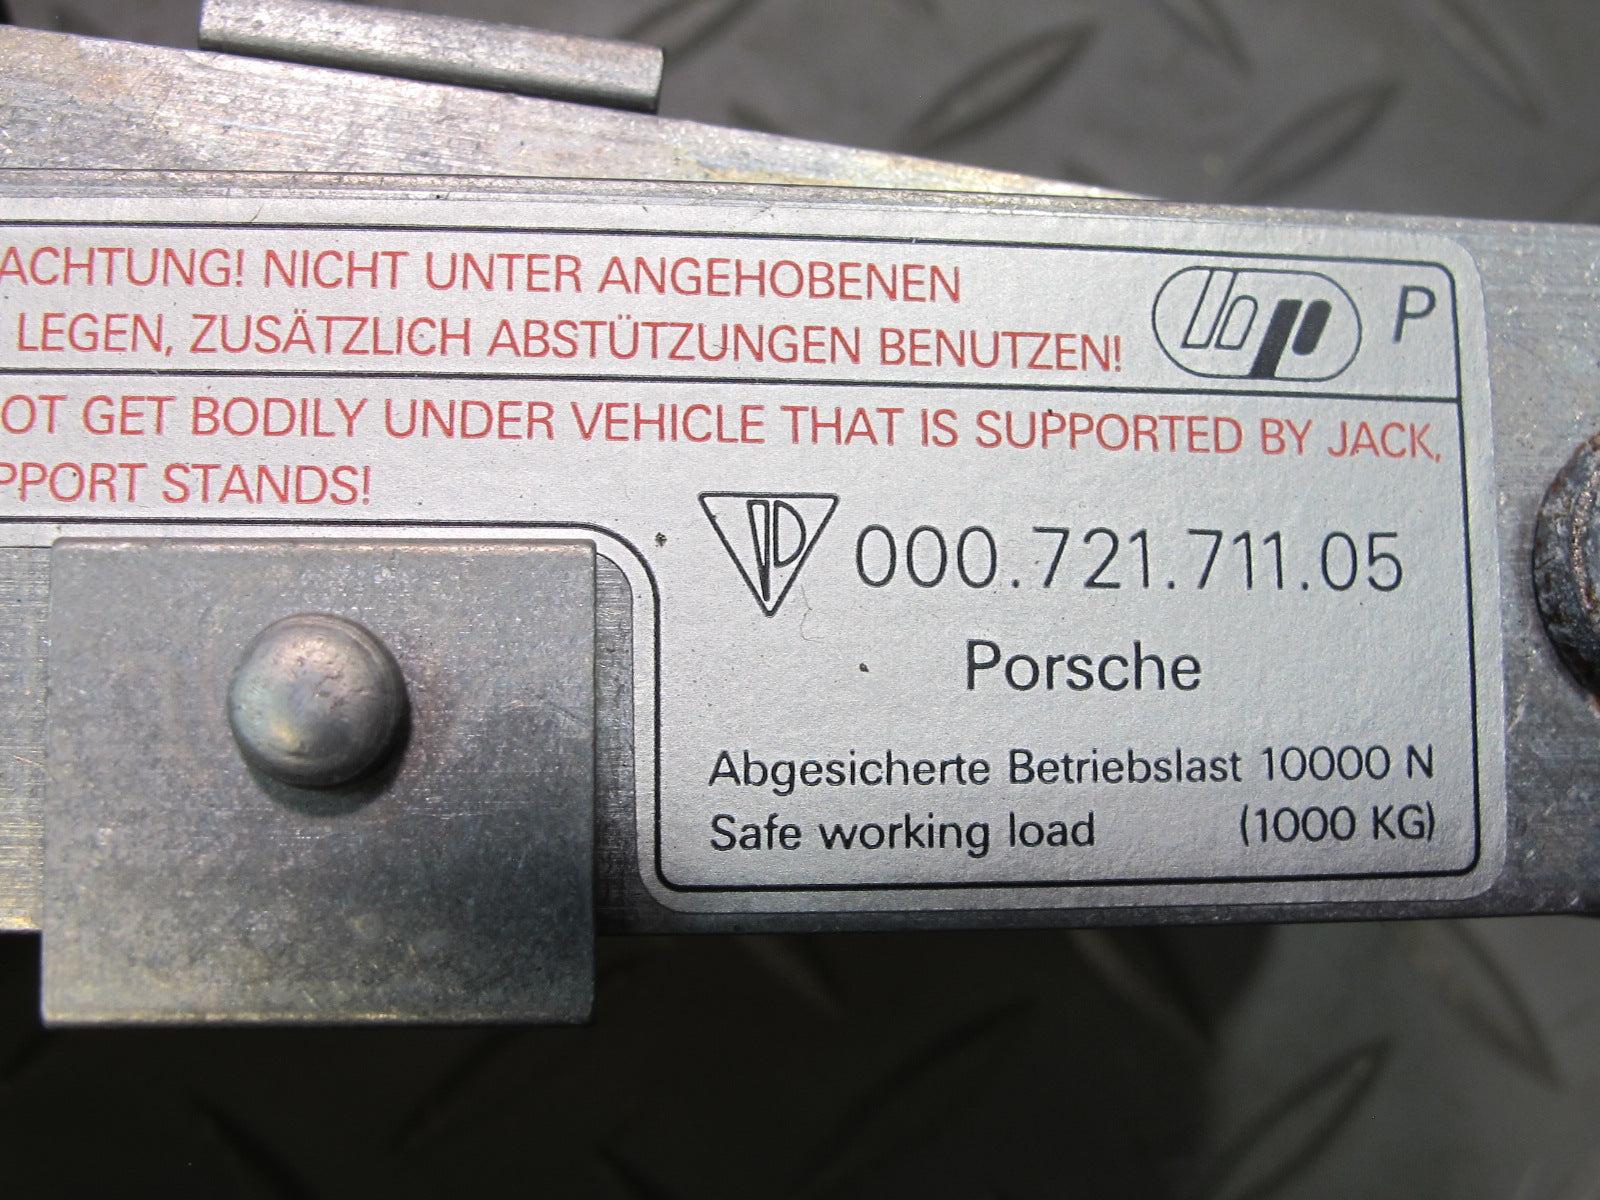 ACHTUNG! NICHT UNTER ANGEHOBENEN
LEGEN, ZUSÄTZLICH ABSTÜTZUNGEN BENUTZEN!
P
OT GET BODILY UNDER VEHICLE THAT IS SUPPORTED BY JACK,
PPORT STANDS!
000.721.711.05
Porsche
Abgesicherte Betriebslast 10000 N
Safe working load (1000 KG)